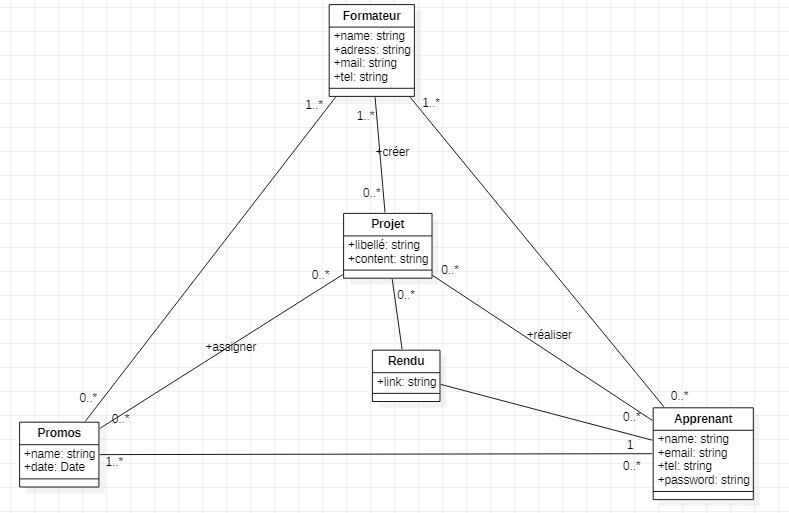 Formateur
+name: string
+adress: string
+mail: string
+tel: string
1..*
1..*
1..*
+créer
0..*
Projet
+libellé: string
+content: string
0..*
0..*
0..*
+réaliser
+assigner
Rendu
+link: string
0..*
0..*
0..*
0..*
Promos
+name: string
+date: Date
1..*
Apprenant
+name: string
+email: string
+tel: string
+password: string
1
0..*